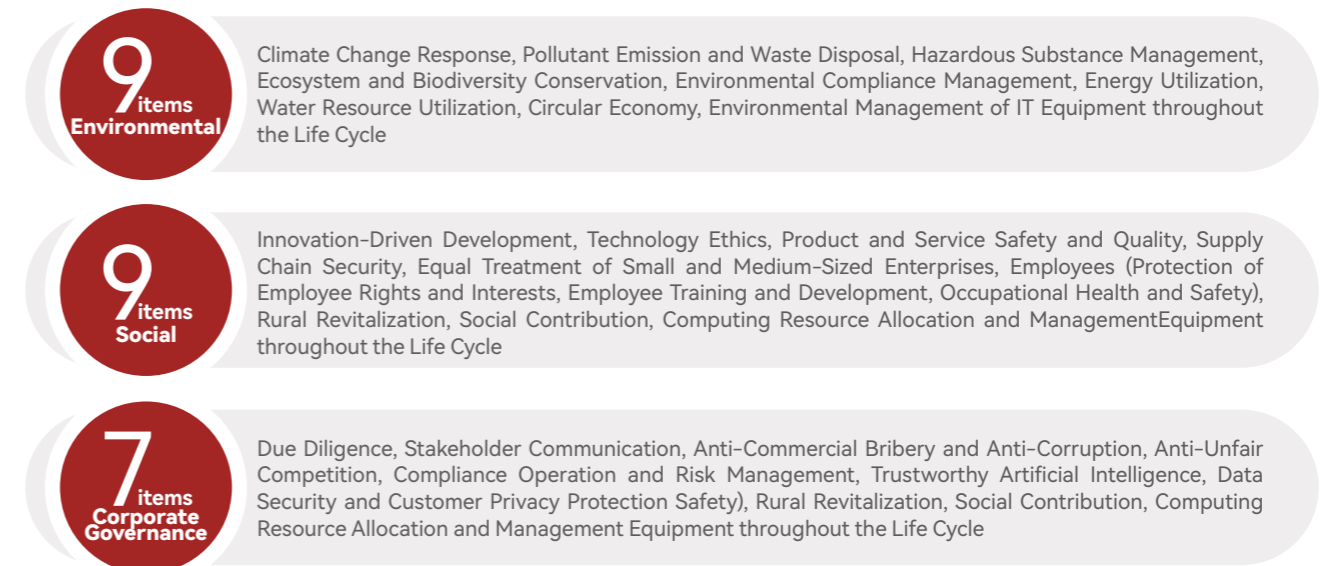 9 items
Environmental
Climate Change Response, Pollutant Emission and Waste Disposal, Hazardous Substance Management,
Ecosystem and Biodiversity Conservation, Environmental Compliance Management, Energy Utilization,
Water Resource Utilization, Circular Economy, Environmental Management of IT Equipment throughout
the Life Cycle
9 items
Social
Innovation-Driven Development, Technology Ethics, Product and Service Safety and Quality, Supply
Chain Security, Equal Treatment of Small and Medium-Sized Enterprises, Employees (Protection of
Employee Rights and Interests, Employee Training and Development, Occupational Health and Safety),
Rural Revitalization, Social Contribution, Computing Resource Allocation and ManagementEquipment
throughout the Life Cycle
7 items
Corporate
Governance
Due Diligence, Stakeholder Communication, Anti-Commercial Bribery and Anti-Corruption, Anti-Unfair
Competition, Compliance Operation and Risk Management, Trustworthy Artificial Intelligence, Data
Security and Customer Privacy Protection Safety), Rural Revitalization, Social Contribution, Computing
Resource Allocation and Management Equipment throughout the Life Cycle